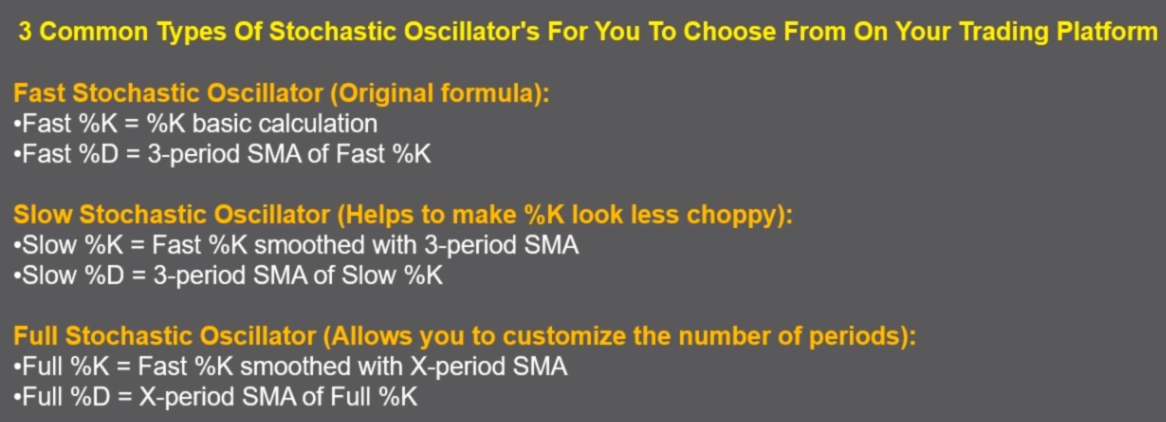 3 Common Types Of Stochastic Oscillator's For You To Choose From On Your Trading Platform
Fast Stochastic Oscillator (Original formula):
•Fast %K = %K basic calculation
•Fast %D = 3-period SMA of Fast %K
Slow Stochastic Oscillator (Helps to make %K look less choppy):
•Slow %K = Fast %K smoothed with 3-period SMA
•Slow %D = 3-period SMA of Slow %K
Full Stochastic Oscillator (Allows you to customize the number of periods):
•Full %K = Fast %K smoothed with X-period SMA
•Full %D = X-period SMA of Full %K